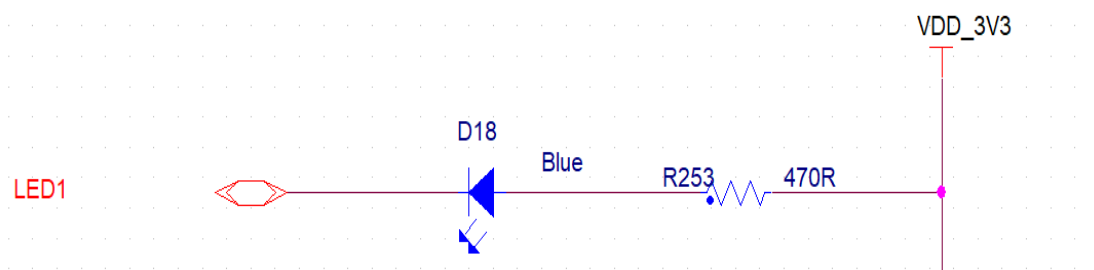 VDD_3V3
D18
Blue
R253
470R
LED1